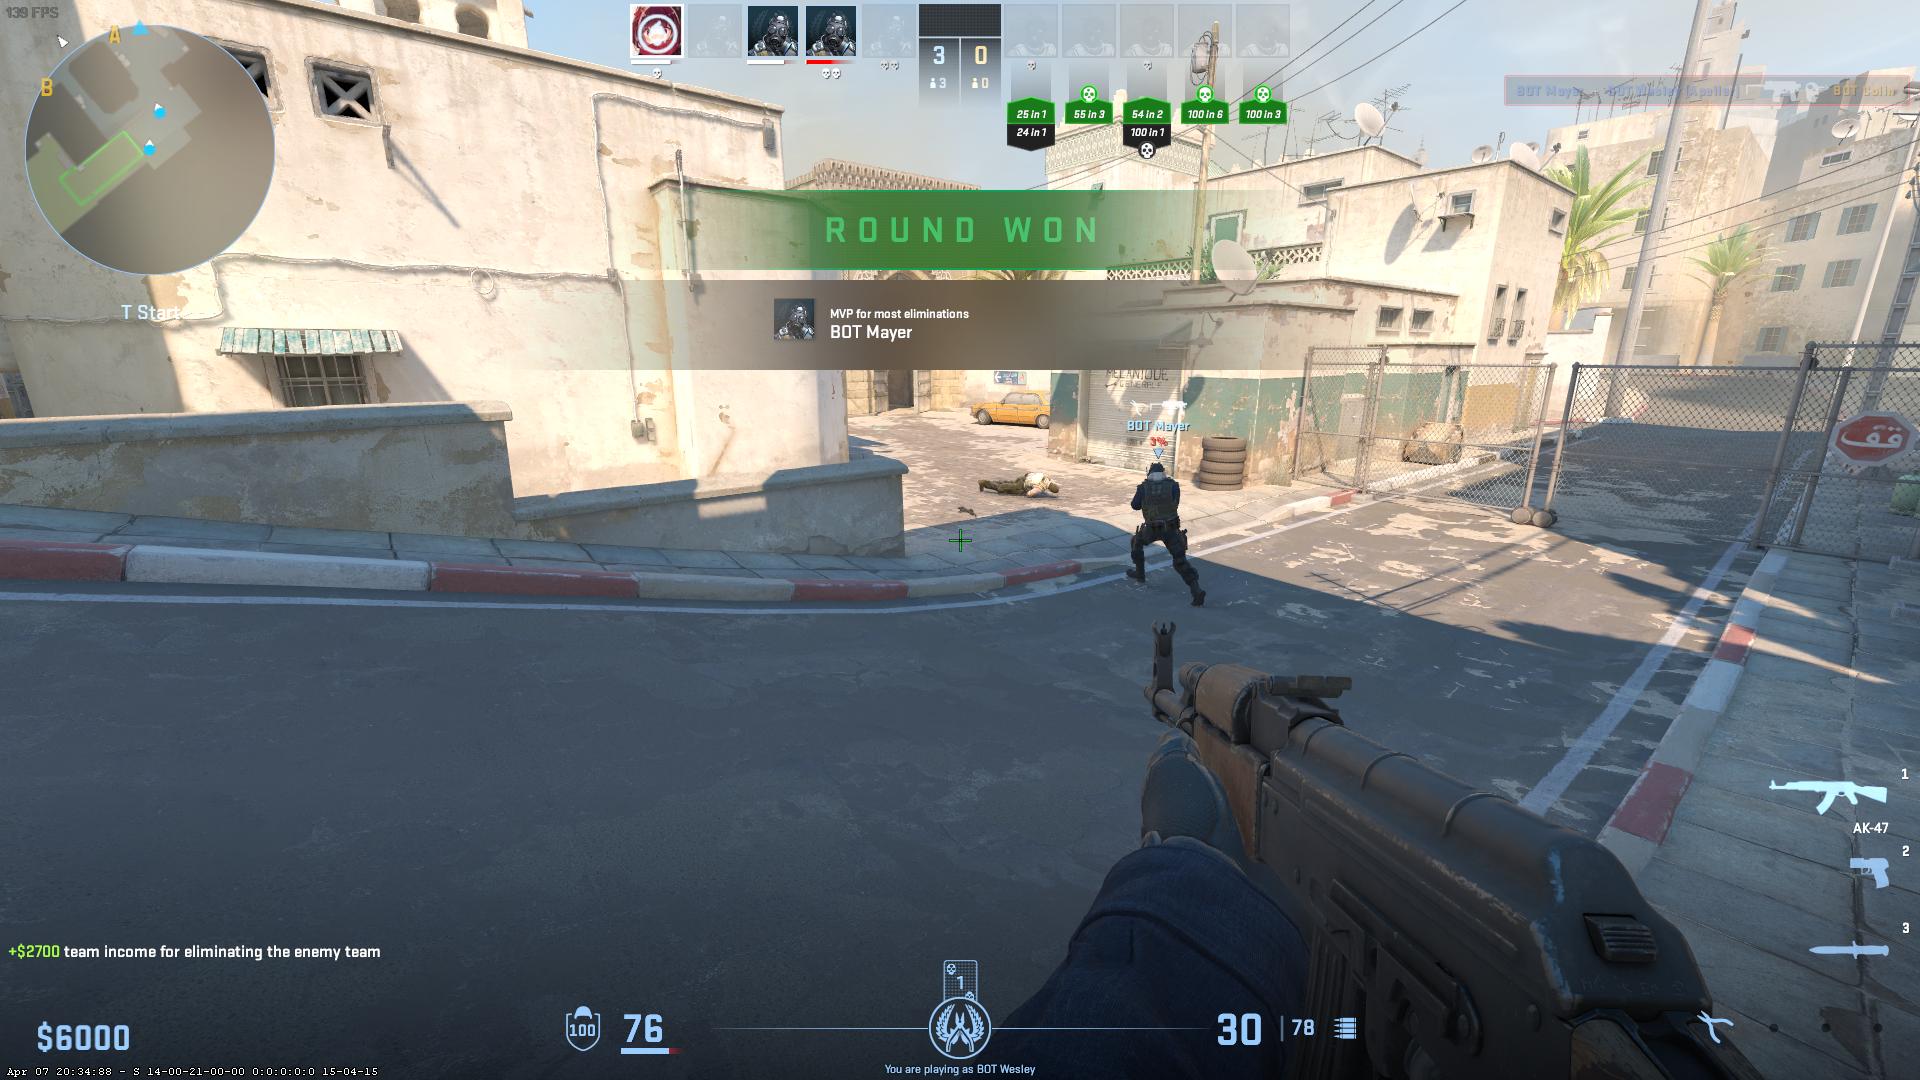 139 FPS
A
B
3 0
3 0
25 in 1
55 in 3
54 in 2
100 in 6
100 in 3
24 in 1
100 in 1
BOT Colin
ROUND WON
T Start
MVP for most eliminations
BOT Mayer
BOT Mayer
3%
قف
1
AK-47
2
3
+$2700 team income for eliminating the enemy team
1
$6000
100 76
30 78
You are playing as BOT Wesley
Apr 07 20:34:88 - S 14-00-21-00-00 0:0:0:0:0 15-04-15